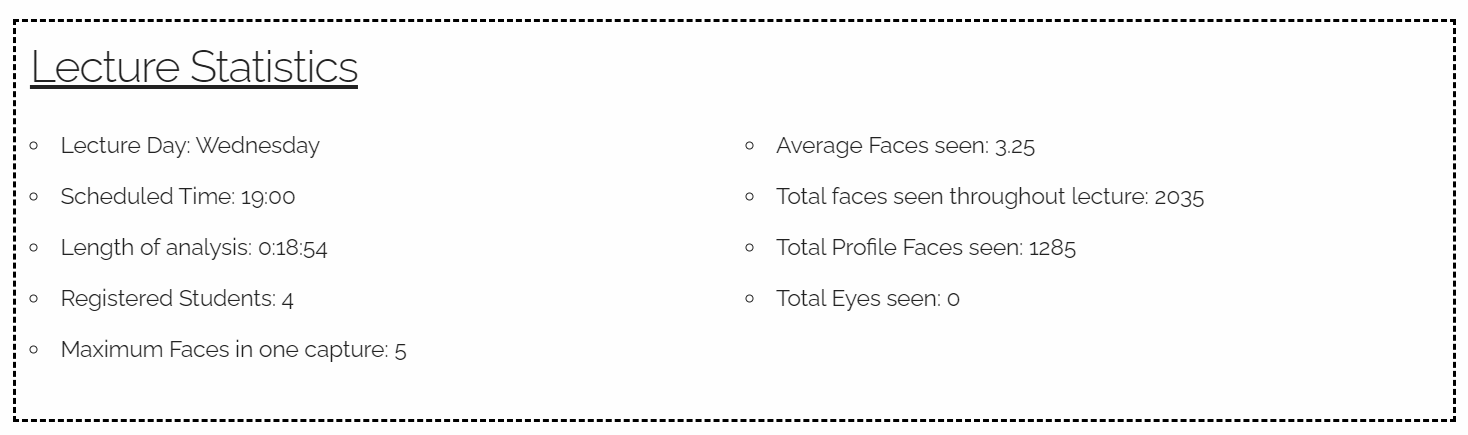 Lecture Statistics
Lecture Day: Wednesday
Scheduled Time: 19:00
Length of analysis: 0:18:54
Registered Students: 4
Maximum Faces in one capture: 5
Average Faces seen: 3.25
Total faces seen throughout lecture: 2035
Total Profile Faces seen: 1285
Total Eyes seen: 0